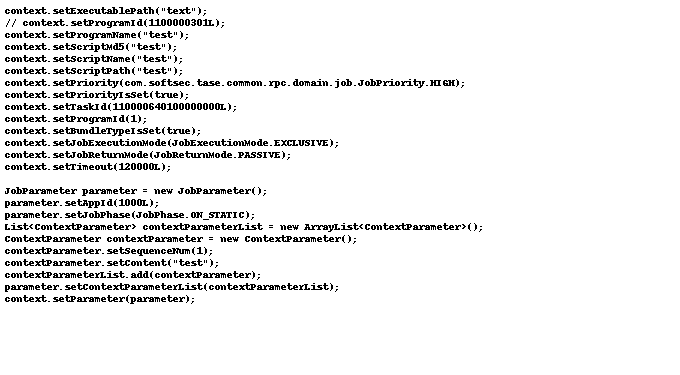 context.setExecutablePath("text");
// context.setProgramId(1100000301L);
context.setProgramName("test");
context.setScriptMd5("test");
context.setScriptName("test");
context.setScriptPath("test");
context.setPriority(com.softsec.tase.common.rpc.domain.job.JobPriority.HIGH);
context.setPriorityIsSet(true);
context.setTaskId(110000640100000000L);
context.setProgramId(1);
context.setBundleTypeIsSet(true);
context.setJobExecutionMode(JobExecutionMode.EXCLUSIVE);
context.setJobReturnMode(JobReturnMode.PASSIVE);
context.setTimeout(120000L);

JobParameter parameter = new JobParameter();
parameter.setAppId(1000L);
parameter.setJobPhase(JobPhase.ON_STATIC);
List<ContextParameter> contextParameterList = new ArrayList<ContextParameter>();
ContextParameter contextParameter = new ContextParameter();
contextParameter.setSequenceNum(1);
contextParameter.setContent("test");
contextParameterList.add(contextParameter);
parameter.setContextParameterList(contextParameterList);
context.setParameter(parameter);